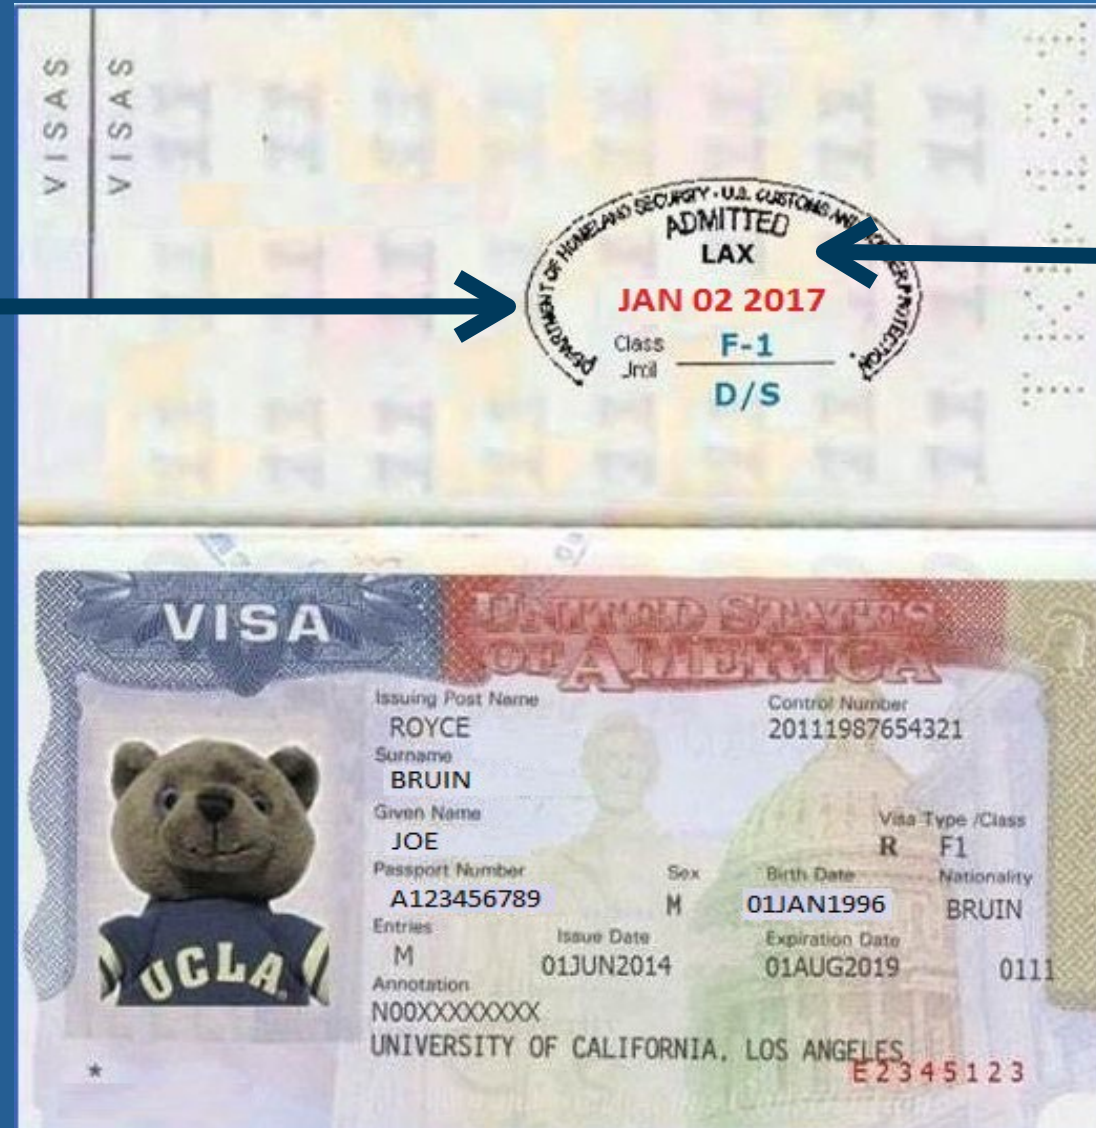 VISAS
VISAS
DEPARTMENT OF HOMELAND SECURITY - U.S. CUSTOMS AND BORDER PROTECTION
ADMITTED
LAX
JAN 02 2017
Class F-1
D/S
VISA
UNITED STATES
OF AMERICA
Issuing Post Name Control Number
ROYCE 20111987654321
Surname
BRUIN
Given Name Visa Type /Class
JOE R F1
Passport Number Sex Birth Date Nationality
A123456789 M 01JAN1996 BRUIN
Entries Issue Date Expiration Date
M 01JUN2014 01AUG2019 0111
Annotation
N00XXXXXXXX
UNIVERSITY OF CALIFORNIA, LOS ANGELES
*
E2345123
UCLA